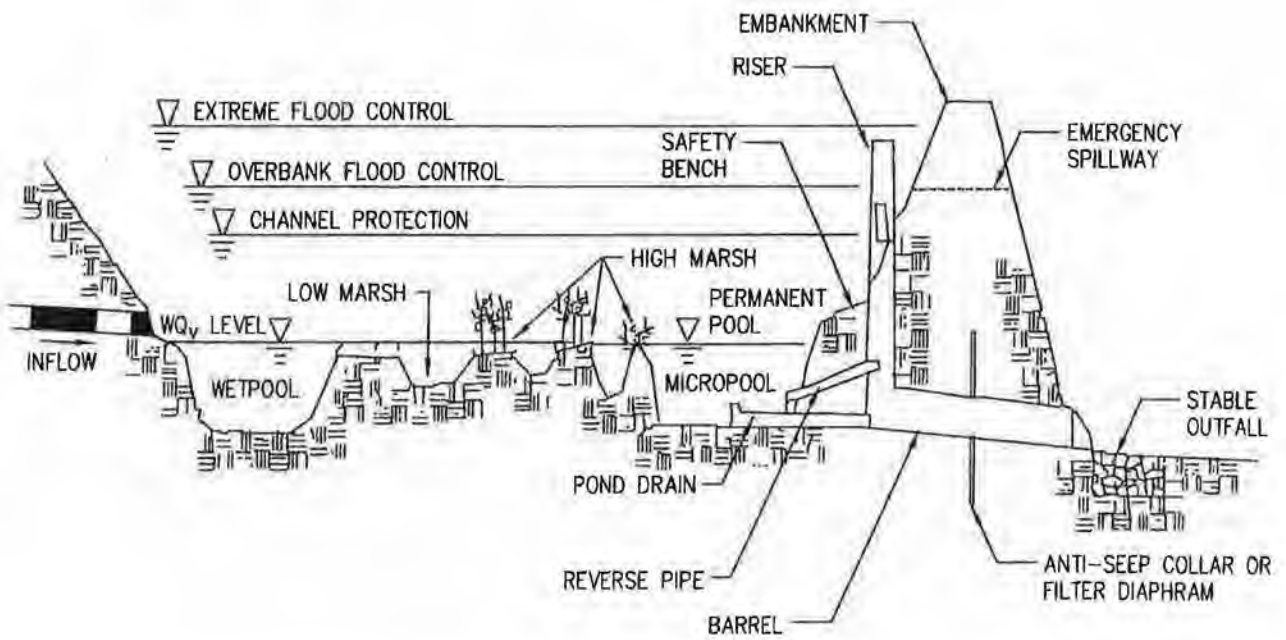 EMBANKMENT
RISER
EXTREME FLOOD CONTROL
SAFETY
BENCH
EMERGENCY
SPILLWAY
OVERBANK FLOOD CONTROL
CHANNEL PROTECTION
HIGH MARSH
LOW MARSH
PERMANENT
POOL
WQv LEVEL
INFLOW
WETPOOL
MICROPOOL
STABLE
OUTFALL
POND DRAIN
REVERSE PIPE
ANTI-SEEP COLLAR OR
FILTER DIAPHRAM
BARREL